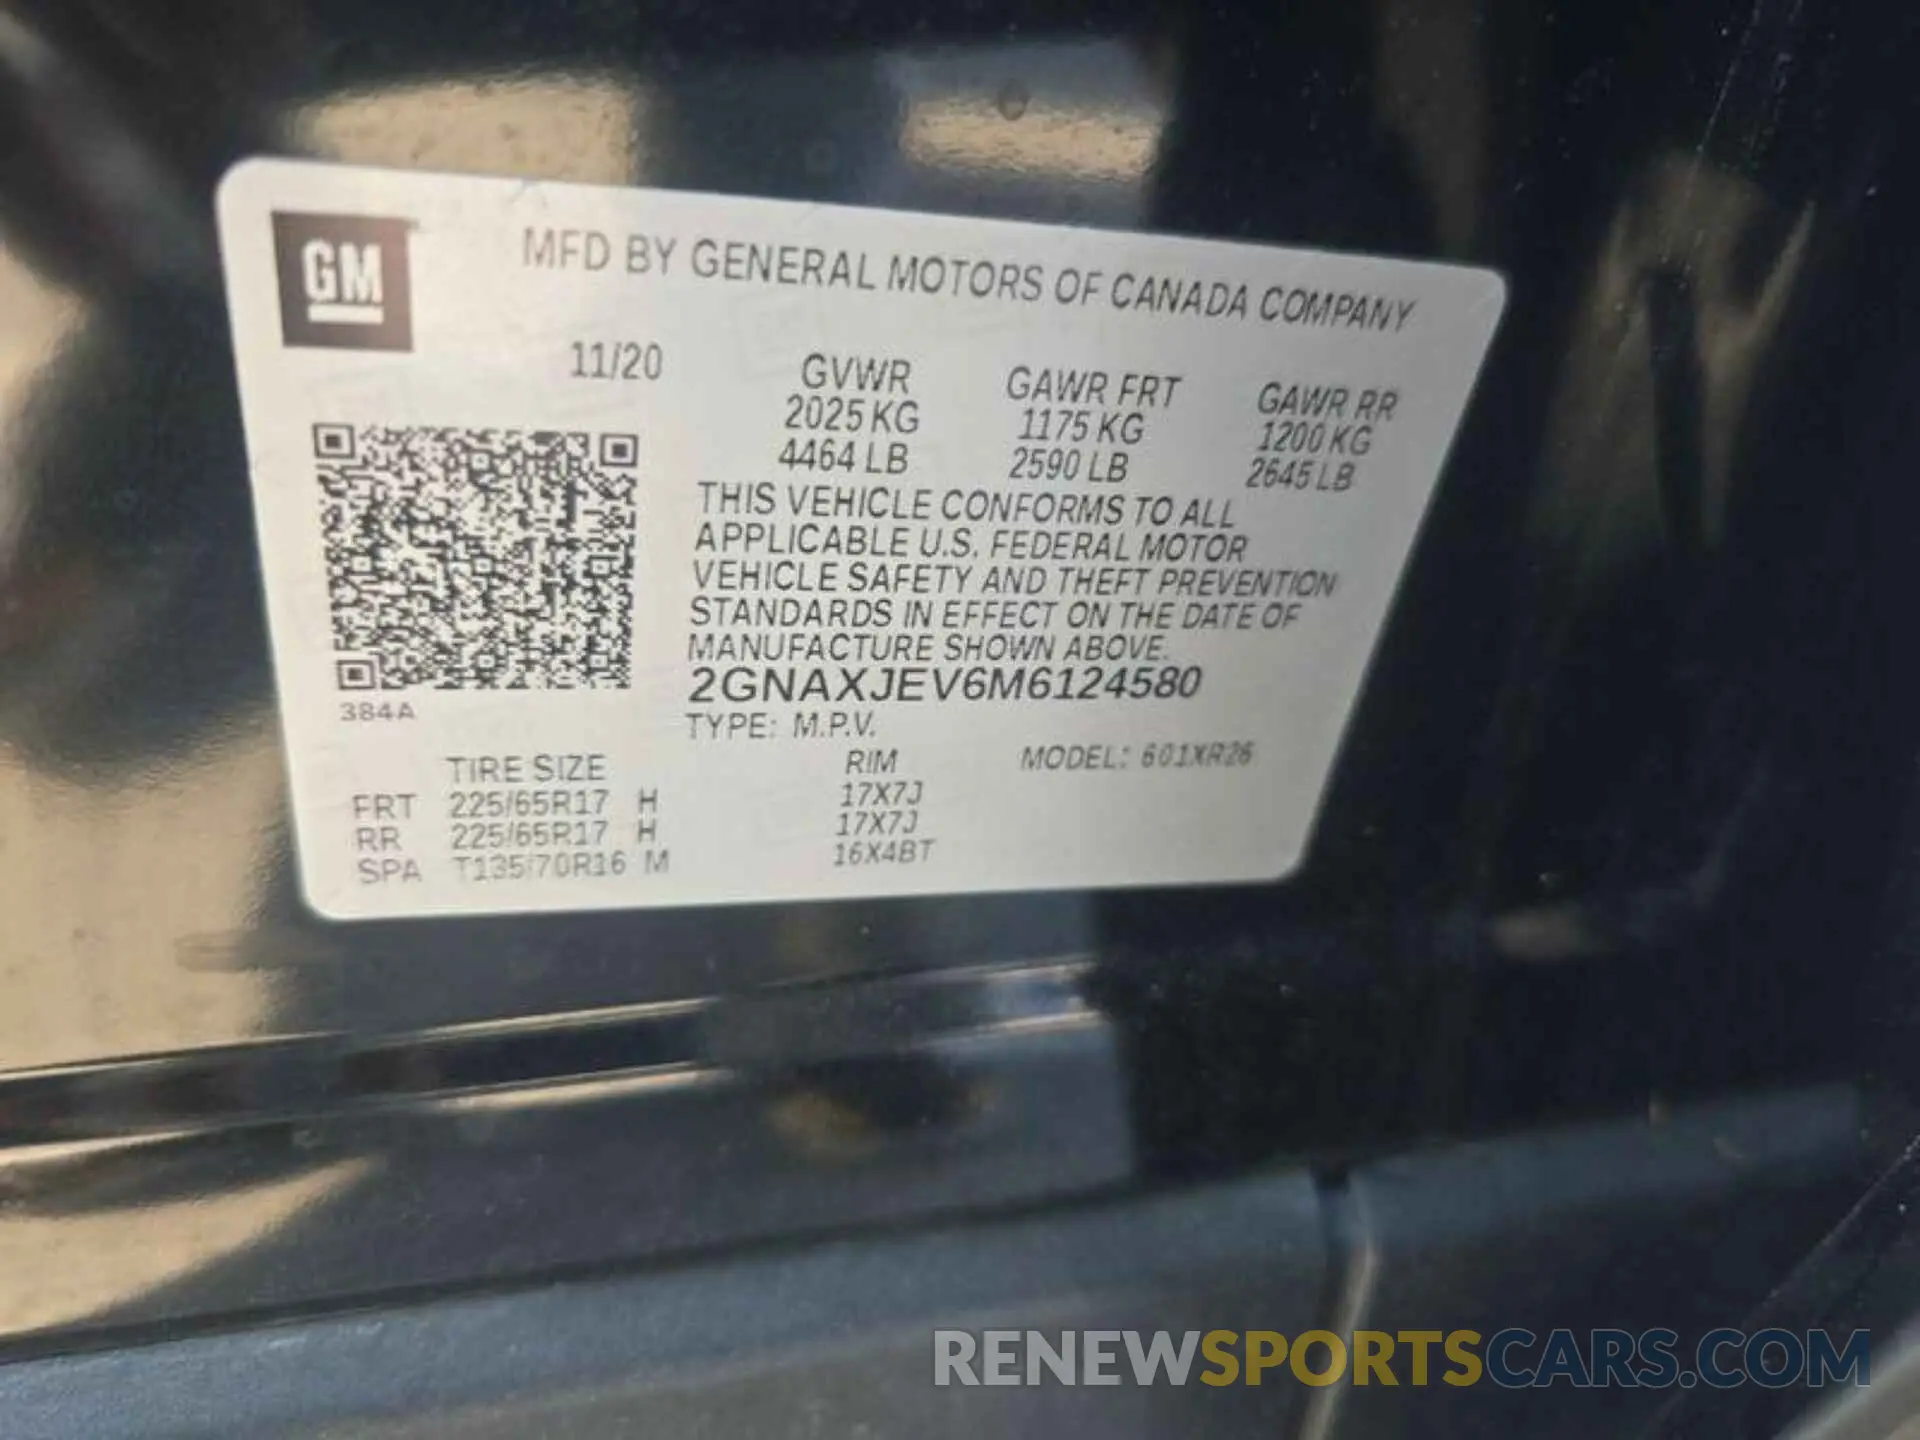 GM
MFD BY GENERAL MOTORS OF CANADA COMPANY
11/20 GVWR GAWR FRT GAWR RR
2025 KG 1175 KG 1200 KG
4464 LB 2590 LB 2645 LB
THIS VEHICLE CONFORMS TO ALL
APPLICABLE U.S. FEDERAL MOTOR
VEHICLE SAFETY AND THEFT PREVENTION
STANDARDS IN EFFECT ON THE DATE OF
MANUFACTURE SHOWN ABOVE.
2GNAXJEV6M6124580
384A
TYPE: M.P.V.
TIRE SIZE RIM MODEL: 601XR26
FRT 225/65R17 H 17X7J
RR 225/65R17 H 17X7J
SPA T135/70R16 M 16X4BT
RENEWSPORTSCARS.COM